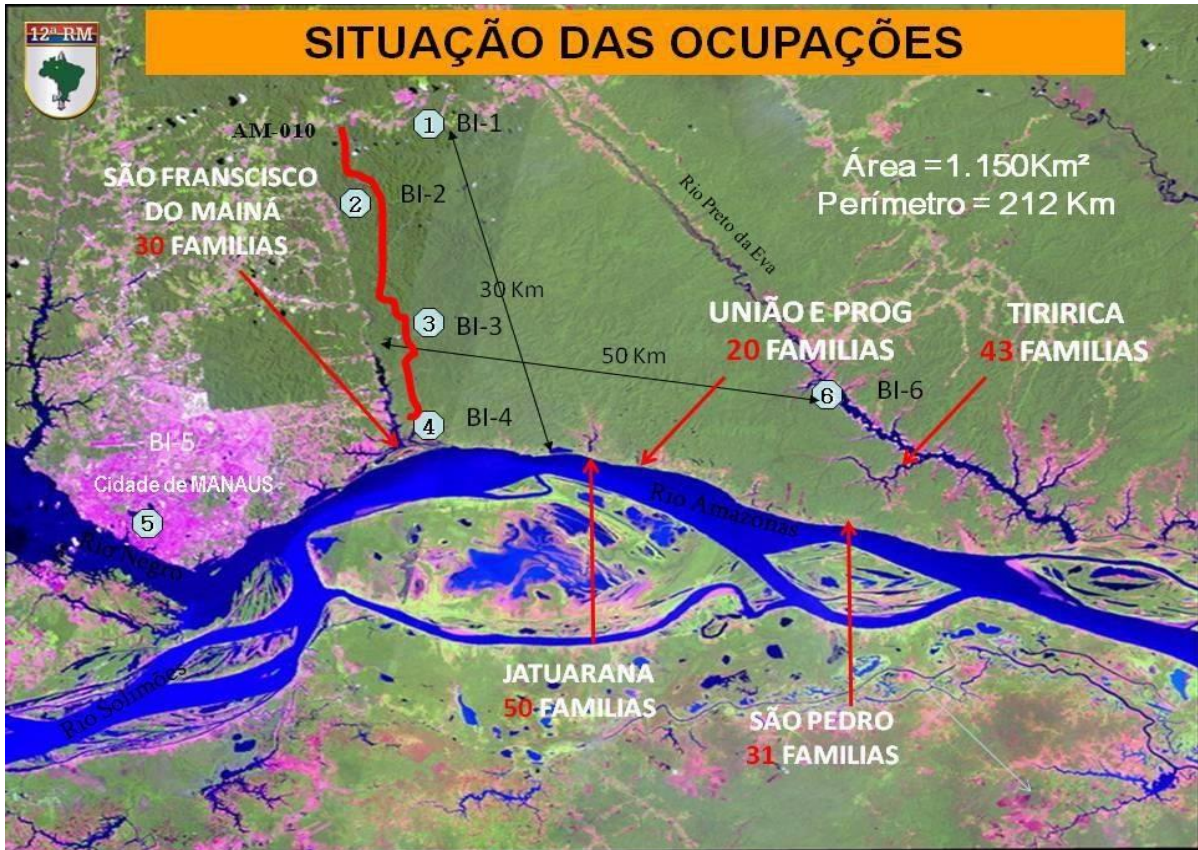 12ª RM
SITUAÇÃO DAS OCUPAÇÕES
AM-010
1 BI-1
SÃO FRANSCISCO
DO MAINÁ
30 FAMILIAS
2 BI-2
Área =1.150Km²
Perímetro = 212 Km
Rio Preto da Eva
30 Km
3 BI-3
50 Km
UNIÃO E PROG
20 FAMILIAS
TIRIRICA
43 FAMILIAS
6 BI-6
4 BI-4
BI-5
Cidade de MANAUS
5
Rio Negro
Rio Amazonas
Rio Solimões
JATUARANA
50 FAMILIAS
SÃO PEDRO
31 FAMILIAS